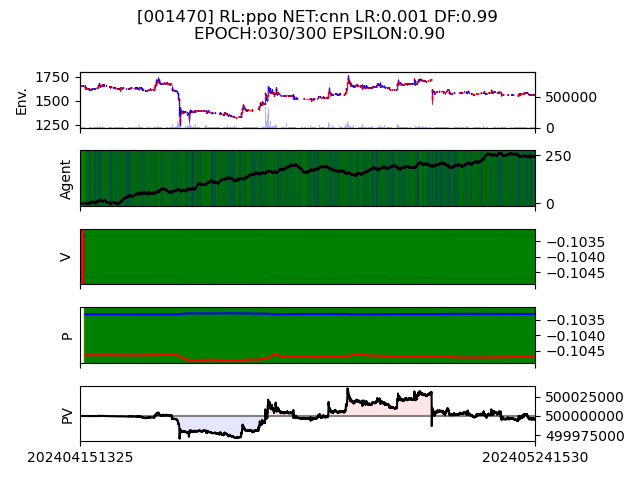 [001470] RL:ppo NET:cnn LR:0.001 DF:0.99
EPOCH:030/300 EPSILON:0.90
Env.
1750
1500
1250
500000
0
Agent
250
0
V
−0.1035
−0.1040
−0.1045
P
−0.1035
−0.1040
−0.1045
PV
500025000
500000000
499975000
202404151325
202405241530